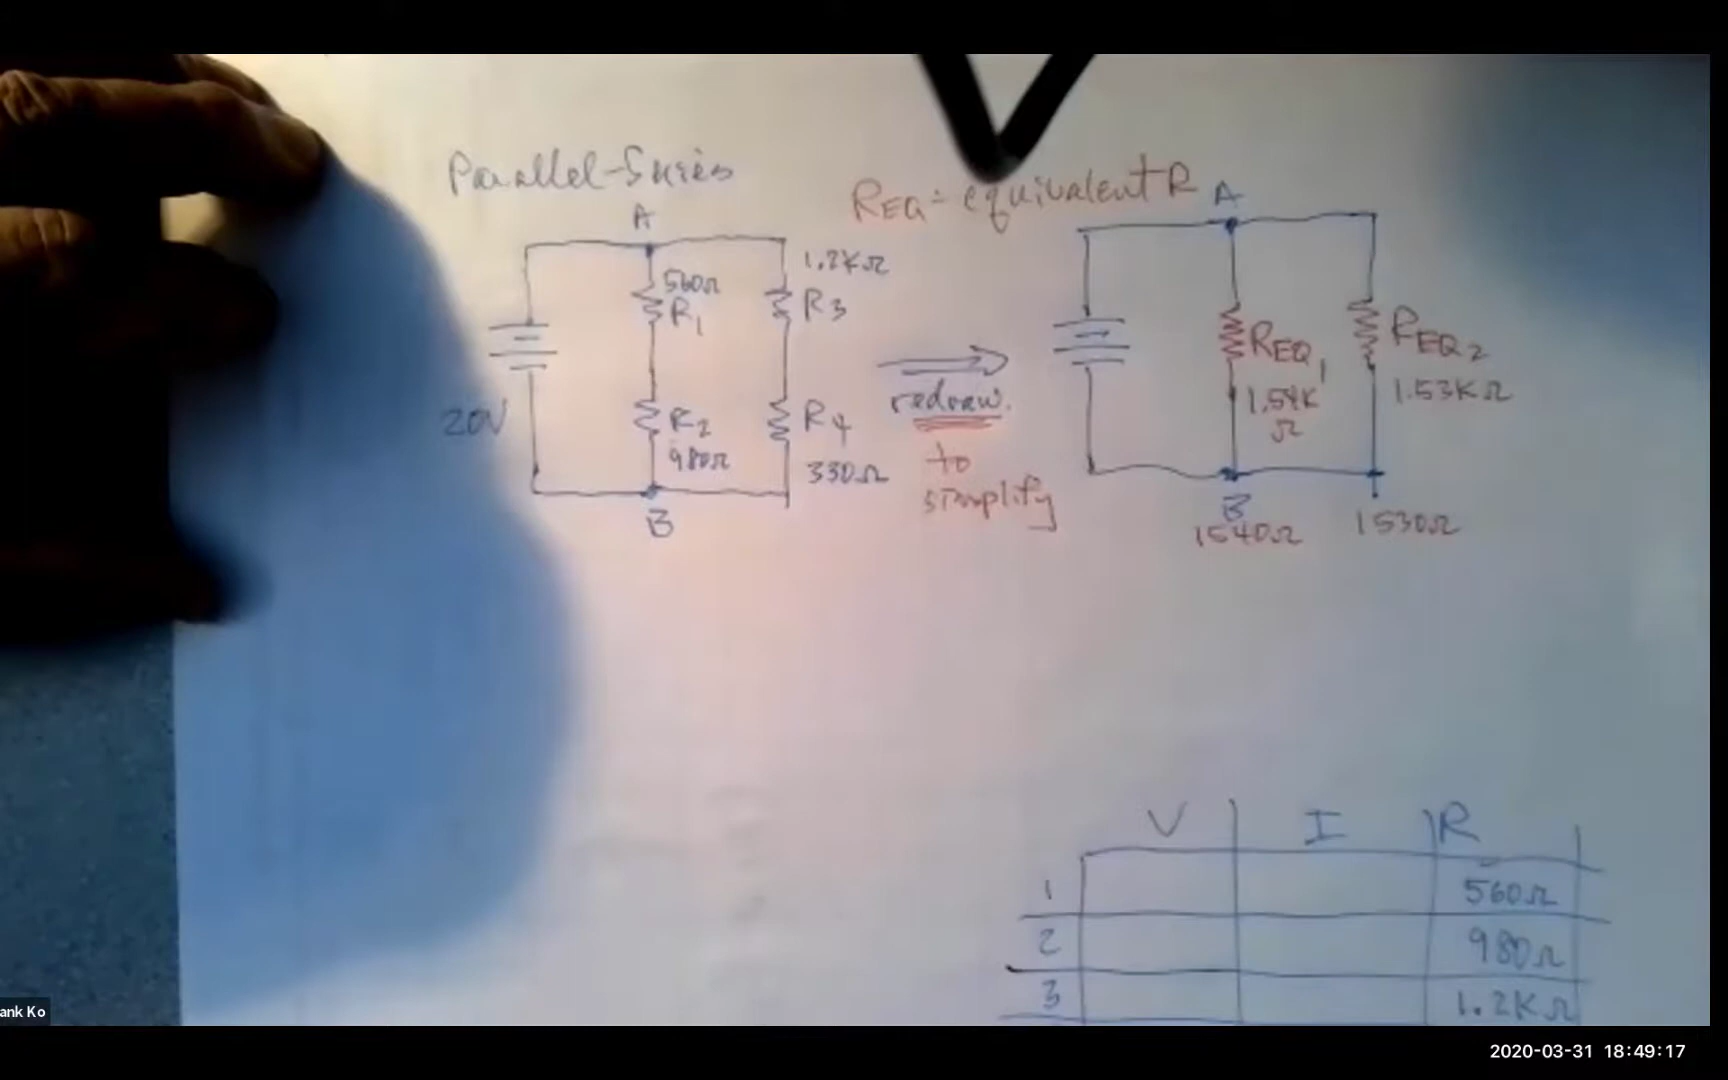 Parallel-Series
A
560Ω
R1
R2
980Ω
B
20V
1.2KΩ
R3
R4
330Ω
redraw.
to
simplify
REQ = equivalent R
A
REQ1
1.54K
Ω
REQ2
1.53KΩ
B
1540Ω
1530Ω
V I R
1 560Ω
2 980Ω
3 1.2KΩ
ank Ko
2020-03-31 18:49:17